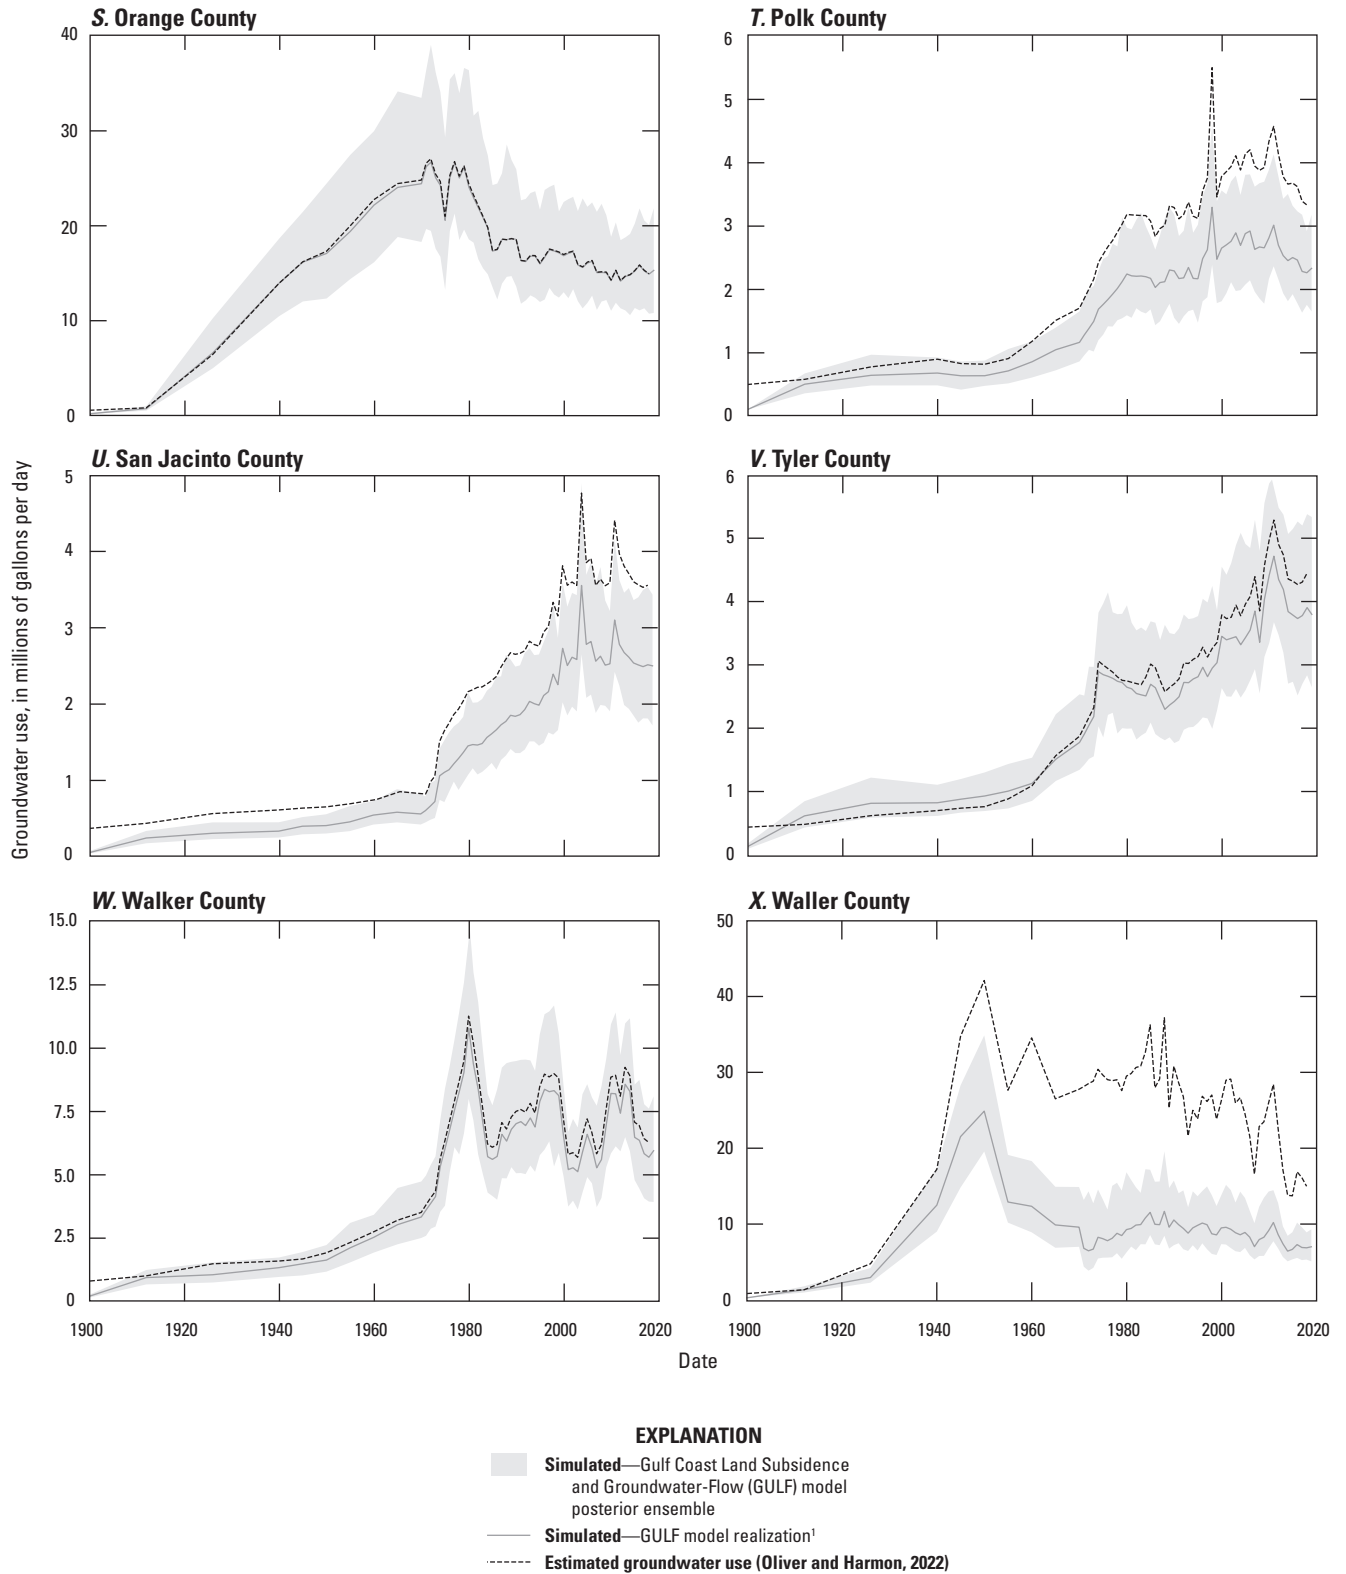 S. Orange County
T. Polk County
40
30
20
10
0
6
5
4
3
2
1
0
U. San Jacinto County
V. Tyler County
5
4
3
2
1
0
6
5
4
3
2
1
0
Groundwater use, in millions of gallons per day
W. Walker County
X. Waller County
15.0
12.5
10.0
7.5
5.0
2.5
0
50
40
30
20
10
0
1900 1920 1940 1960 1980 2000 2020
1900 1920 1940 1960 1980 2000 2020
Date
EXPLANATION
Simulated—Gulf Coast Land Subsidence
and Groundwater-Flow (GULF) model
posterior ensemble
Simulated—GULF model realization¹
Estimated groundwater use (Oliver and Harmon, 2022)